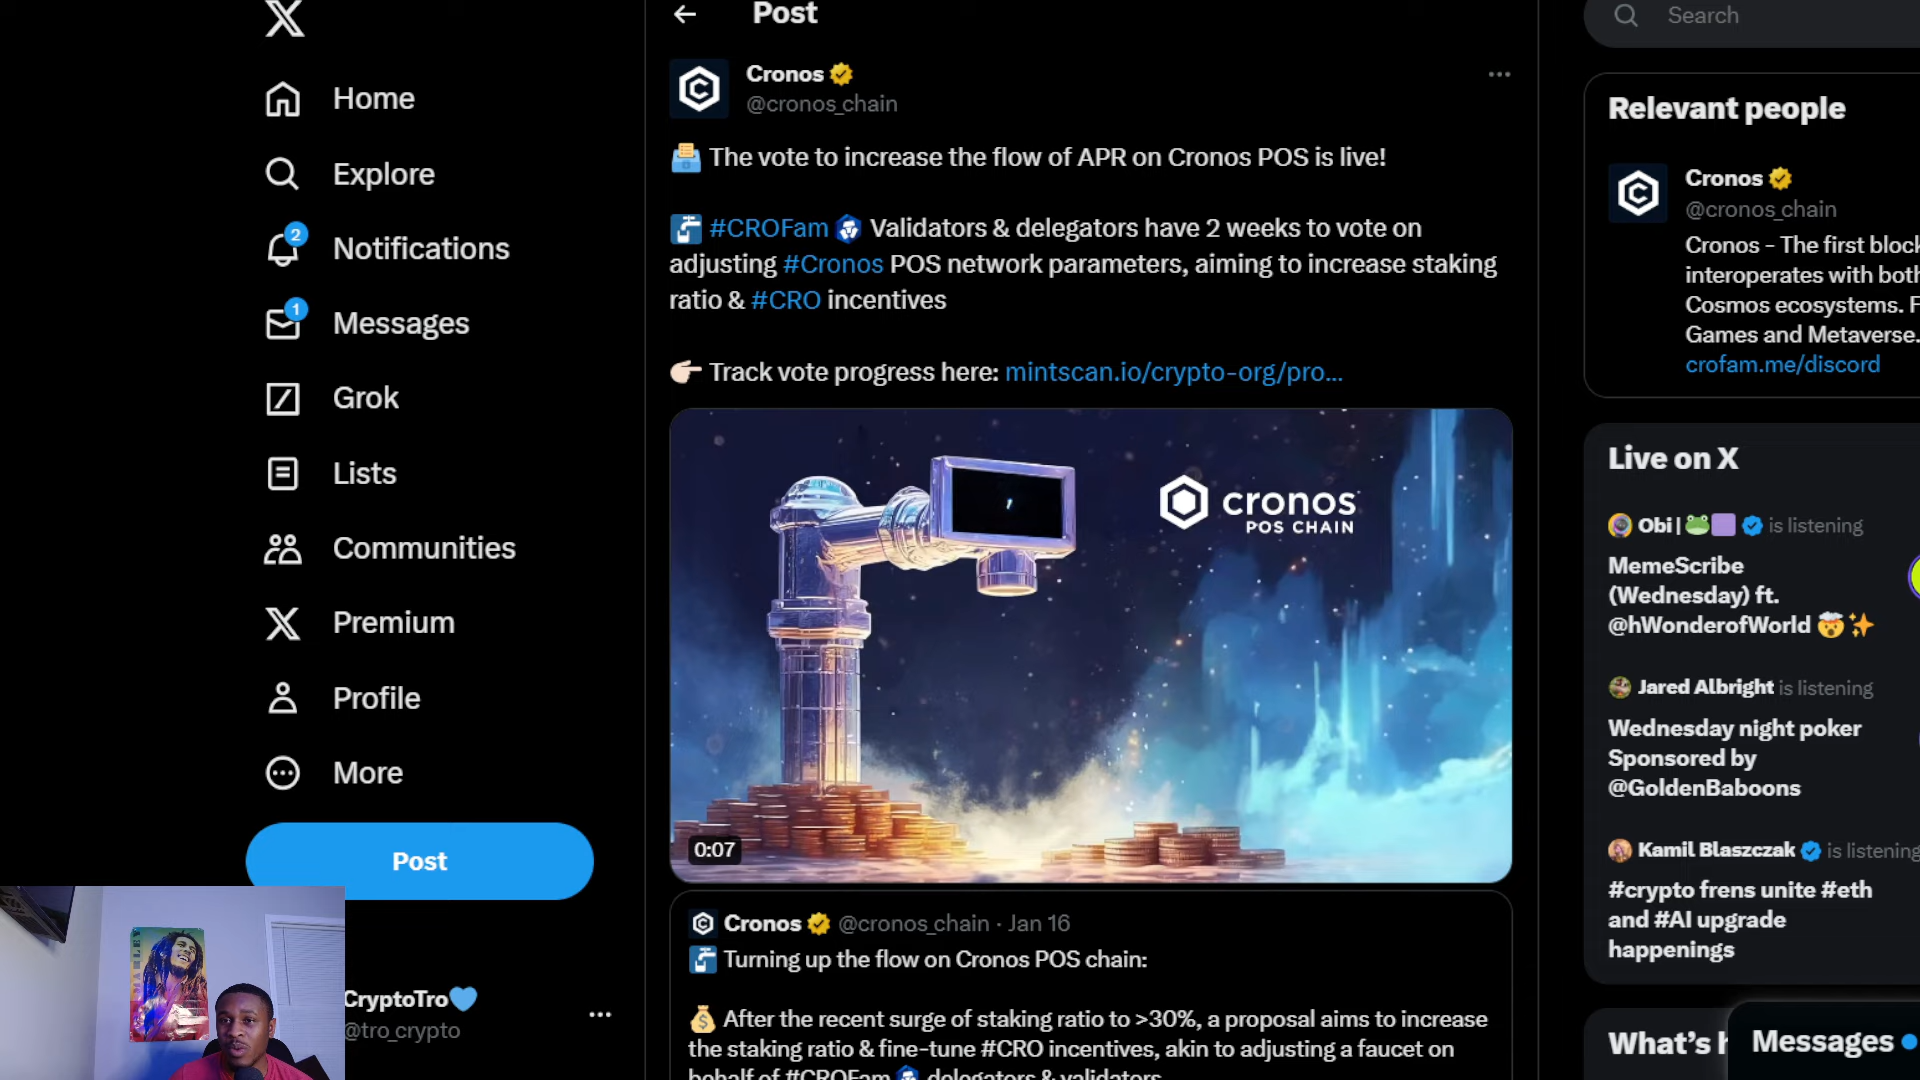 Home
Explore
2
Notifications
1
Messages
Grok
Lists
Communities
Premium
Profile
More
Post
CryptoTro💙
@tro_crypto
MARLEY
Post
Cronos
@cronos_chain
The vote to increase the flow of APR on Cronos POS is live!
#CROFam Validators & delegators have 2 weeks to vote on
adjusting #Cronos POS network parameters, aiming to increase staking
ratio & #CRO incentives
👉🏻 Track vote progress here: mintscan.io/crypto-org/pro...
cronos
POS CHAIN
0:07
Cronos @cronos_chain · Jan 16
Turning up the flow on Cronos POS chain:
💰 After the recent surge of staking ratio to >30%, a proposal aims to increase
the staking ratio & fine-tune #CRO incentives, akin to adjusting a faucet on
behalf of #CROFam delegators & validators
Search
Relevant people
Cronos
@cronos_chain
Cronos - The first block
interoperates with both
Cosmos ecosystems. F
Games and Metaverse.
crofam.me/discord
Live on X
Obi | 🐸🟪 is listening
MemeScribe
(Wednesday) ft.
@hWonderofWorld 🤯✨
Jared Albright is listening
Wednesday night poker
Sponsored by
@GoldenBaboons
Kamil Blaszczak is listening
#crypto frens unite #eth
and #AI upgrade
happenings
What's h
Messages